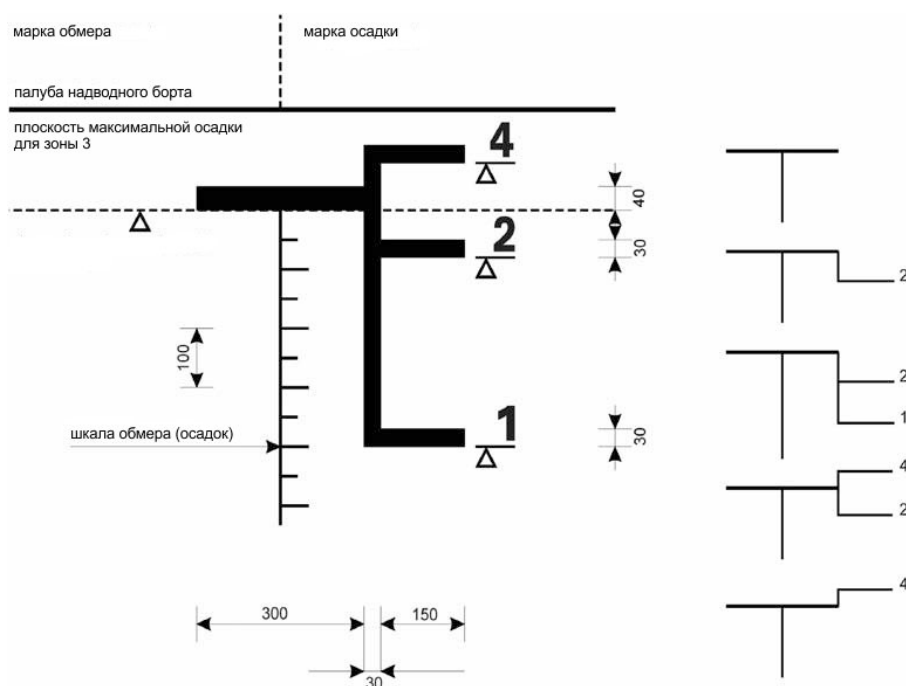 марка обмера
марка осадки
палуба надводного борта
плоскость максимальной осадки
для зоны 3
4
40
2
30
100
1
30
шкала обмера (осадок)
300
150
30
2
2
1
4
2
4